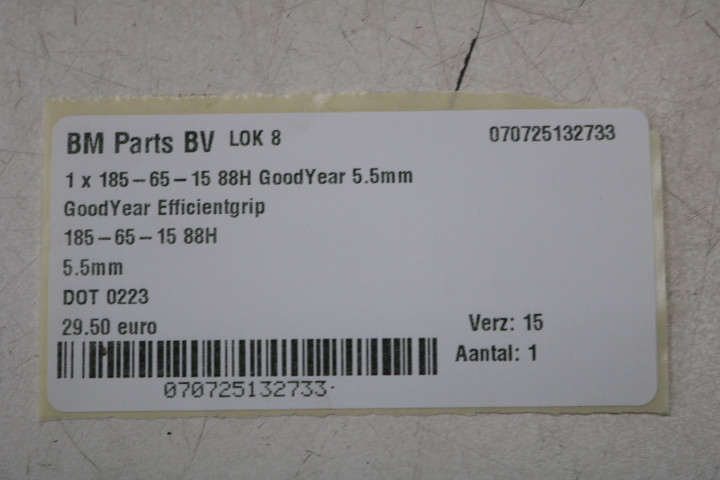 BM Parts BV LOK 8 070725132733
1 x 185-65-15 88H GoodYear 5.5mm
GoodYear Efficientgrip
185-65-15 88H
5.5mm
DOT 0223
29.50 euro Verz: 15
Aantal: 1
070725132733